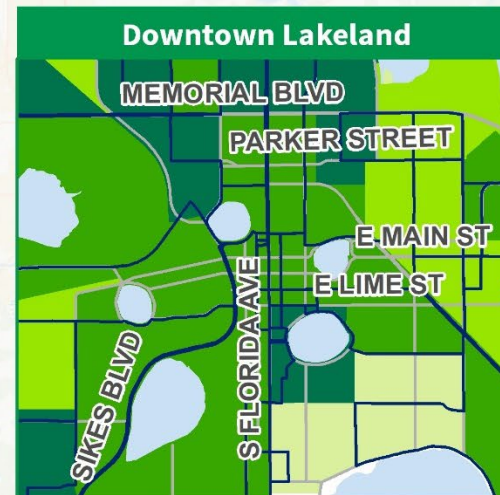 Downtown Lakeland
MEMORIAL BLVD
PARKER STREET
E MAIN ST
E LIME ST
S FLORIDA AVE
SIKES BLVD